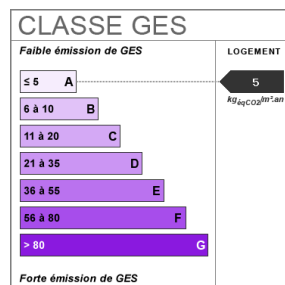 CLASSE GES
Faible émission de GES
LOGEMENT
≤ 5 A
5
kgéqCO2/m².an
6 à 10 B
11 à 20 C
21 à 35 D
36 à 55 E
56 à 80 F
> 80 G
Forte émission de GES